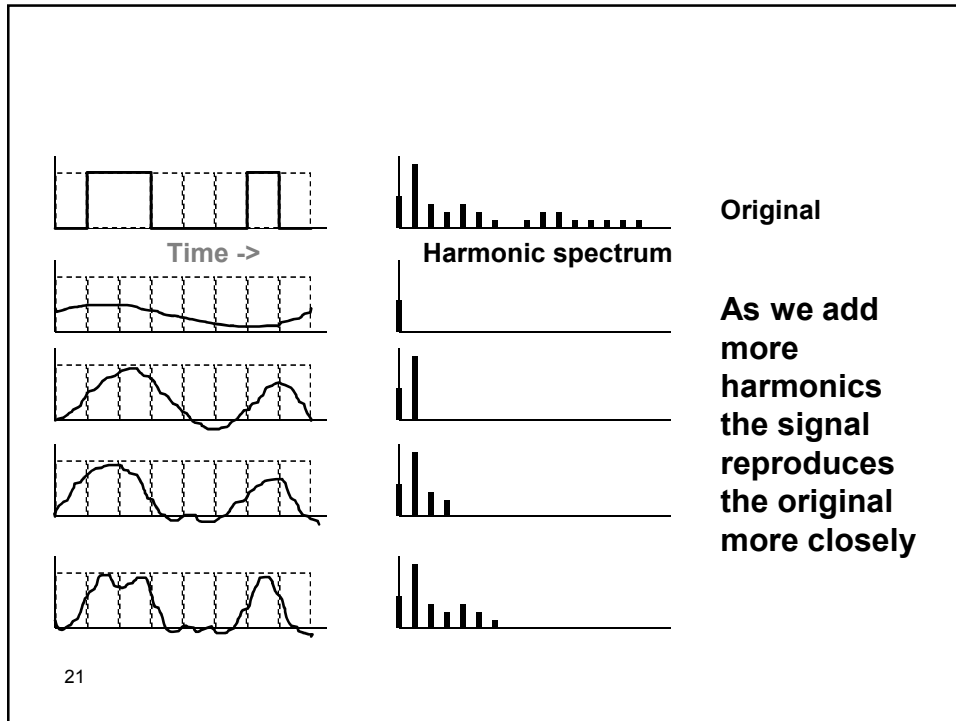 Original
Time ->
Harmonic spectrum
As we add
more
harmonics
the signal
reproduces
the original
more closely
21